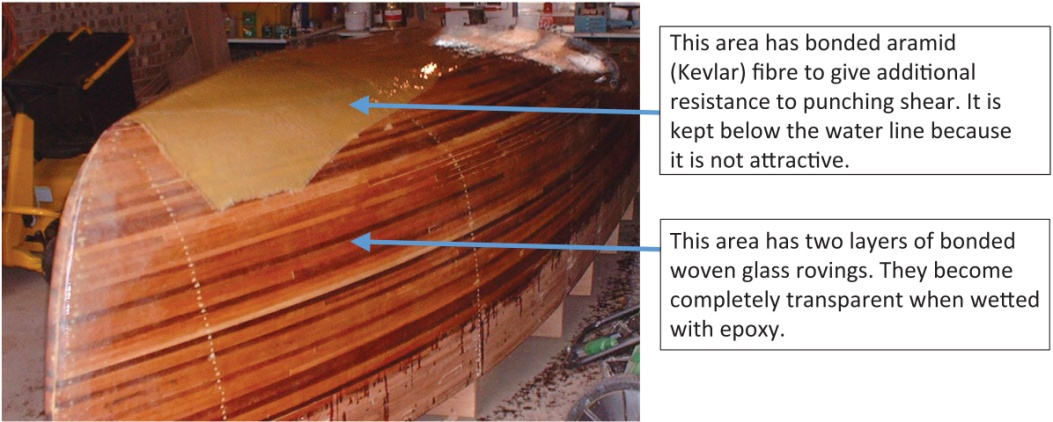 This area has bonded aramid
(Kevlar) fibre to give additional
resistance to punching shear. It is
kept below the water line because
it is not attractive.
This area has two layers of bonded
woven glass rovings. They become
completely transparent when wetted
with epoxy.